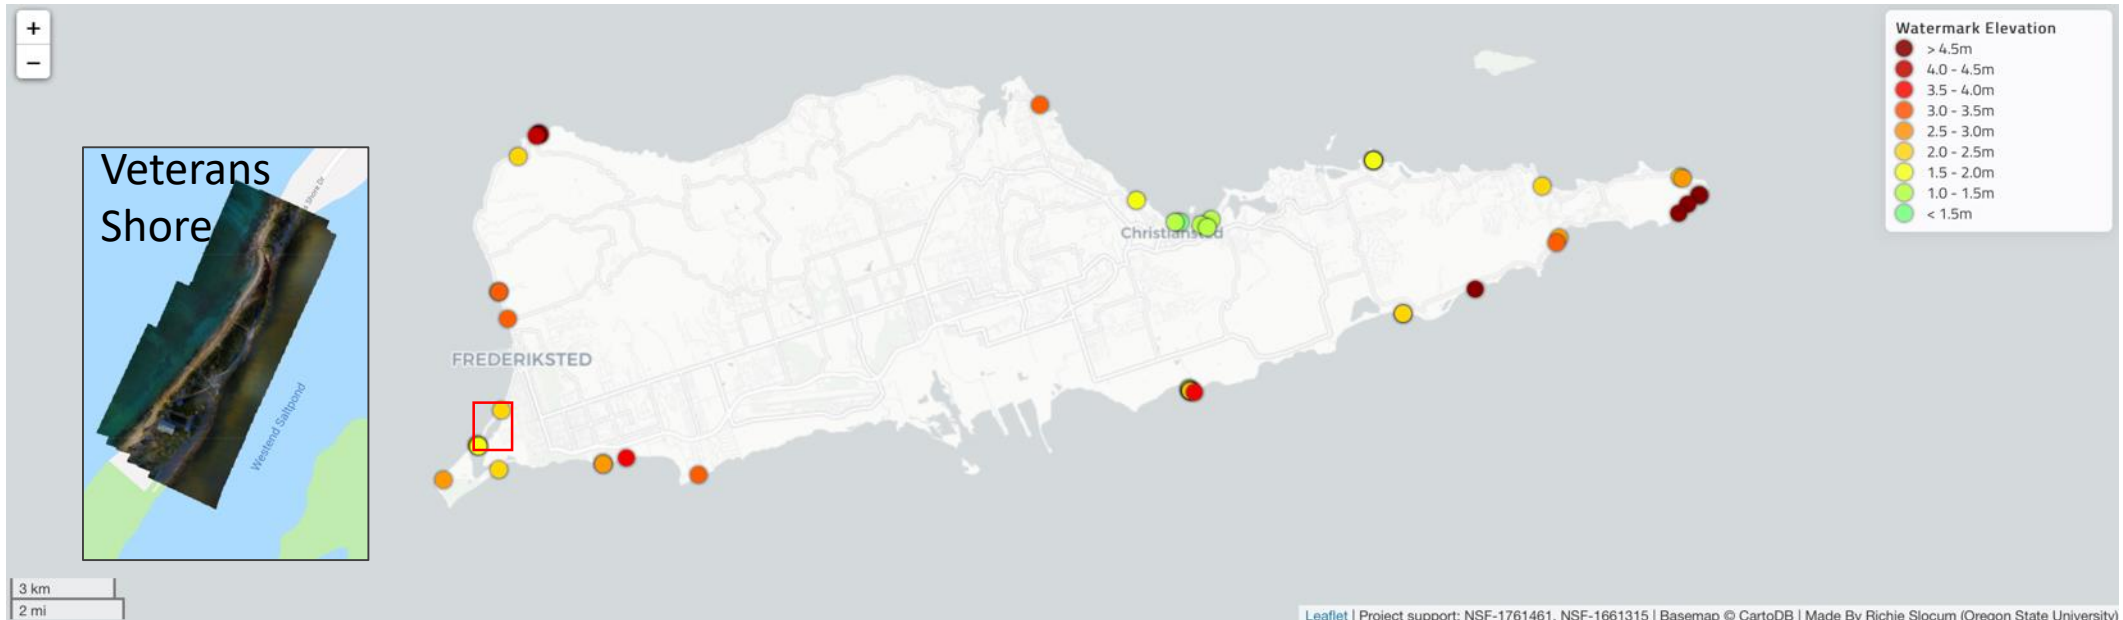 +
−
Veterans
Shore
Shore Dr
Westend Saltpond
FREDERIKSTED
Christiansted
Watermark Elevation
> 4.5m
4.0 - 4.5m
3.5 - 4.0m
3.0 - 3.5m
2.5 - 3.0m
2.0 - 2.5m
1.5 - 2.0m
1.0 - 1.5m
< 1.5m
3 km
2 mi
Leaflet | Project support: NSF-1761461, NSF-1661315 | Basemap © CartoDB | Made By Richie Slocum (Oregon State University)